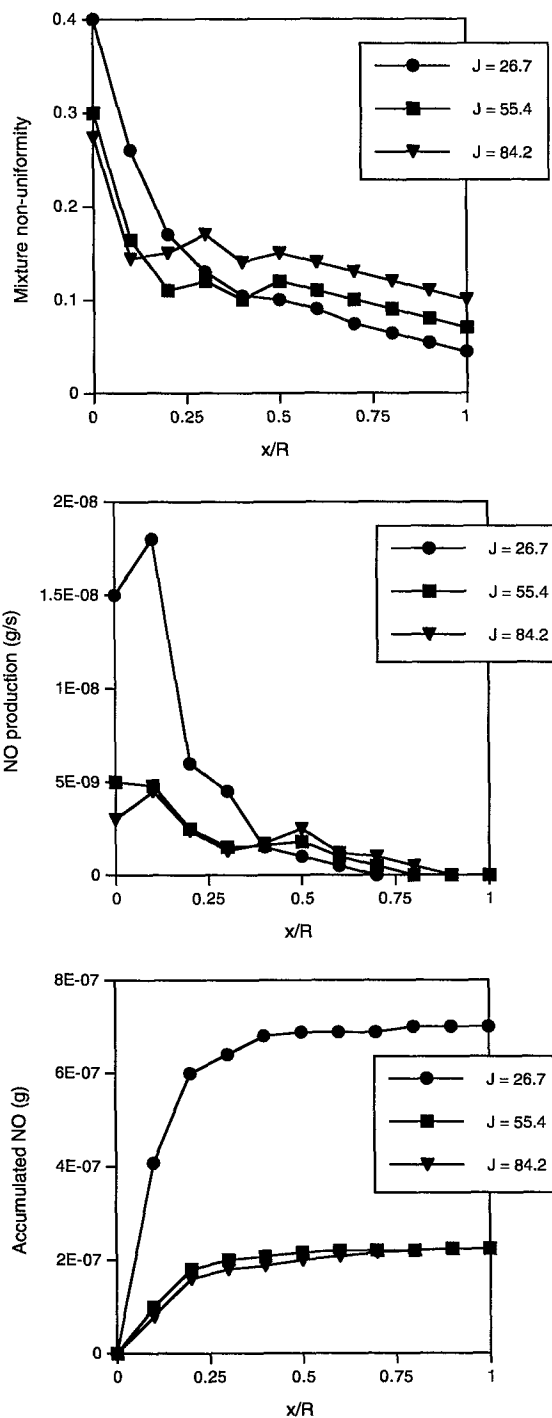 0.4
J = 26.7
J = 55.4
J = 84.2
0.3
0.2
0.1
0
Mixture non-uniformity
0 0.25 0.5 0.75 1
x/R
2E-08
J = 26.7
J = 55.4
J = 84.2
1.5E-08
1E-08
5E-09
0
NO production (g/s)
0 0.25 0.5 0.75 1
x/R
8E-07
J = 26.7
J = 55.4
J = 84.2
6E-07
4E-07
2E-07
0
Accumulated NO (g)
0 0.25 0.5 0.75 1
x/R